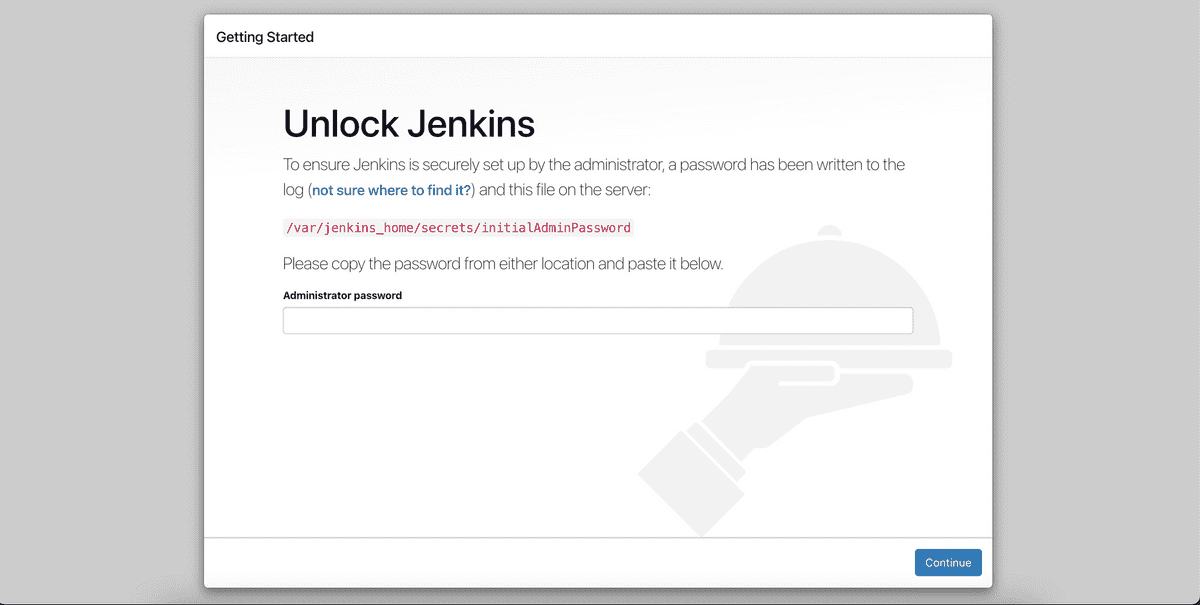 Getting Started
Unlock Jenkins
To ensure Jenkins is securely set up by the administrator, a password has been written to the
log (not sure where to find it?) and this file on the server:
/var/jenkins_home/secrets/initialAdminPassword
Please copy the password from either location and paste it below.
Administrator password
Continue